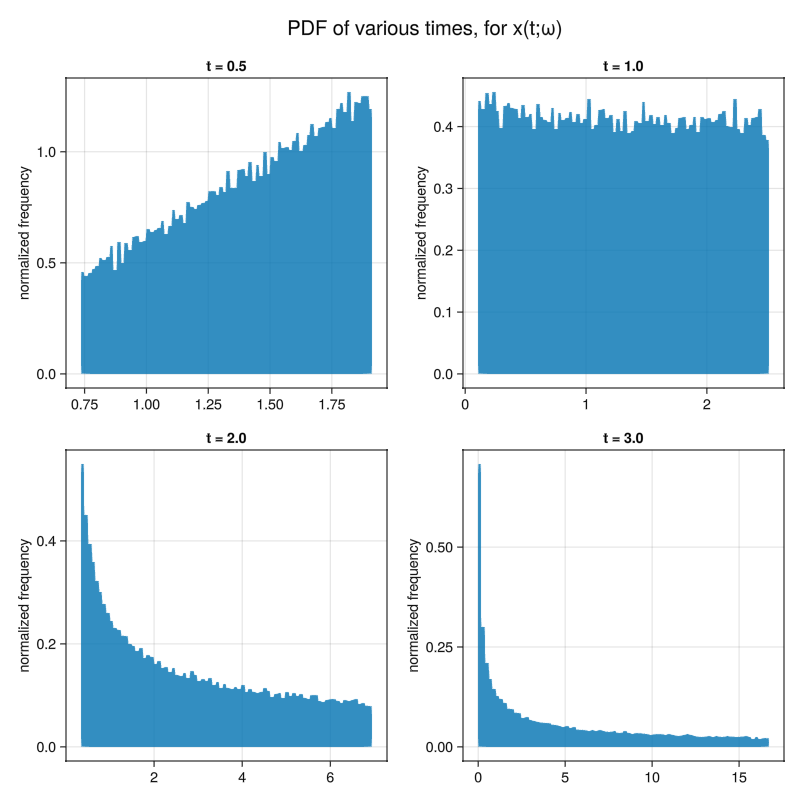 PDF of various times, for x(t;ω)
t = 0.5
normalized frequency
1.0
0.5
0.0
0.75 1.00 1.25 1.50 1.75
t = 1.0
normalized frequency
0.4
0.3
0.2
0.1
0.0
0 1 2
t = 2.0
normalized frequency
0.4
0.2
0.0
2 4 6
t = 3.0
normalized frequency
0.50
0.25
0.00
0 5 10 15